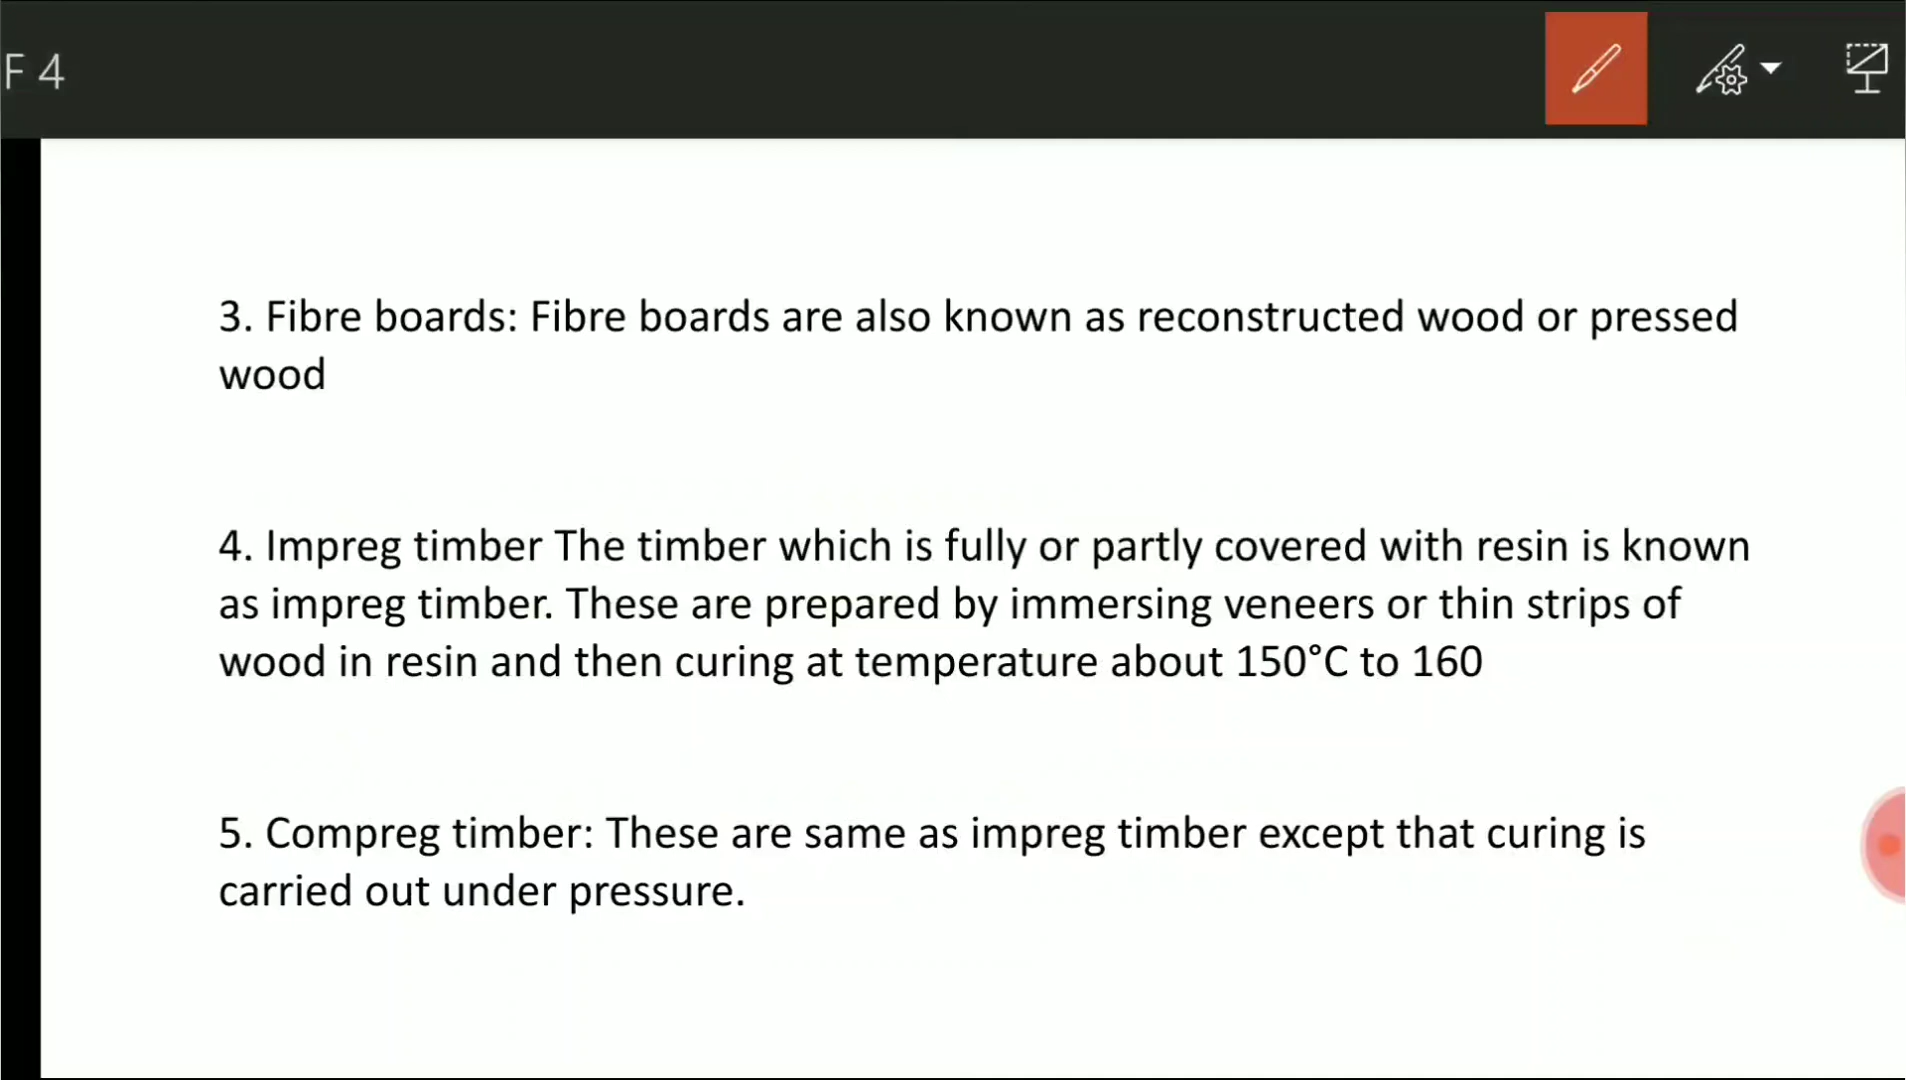 F 4
3. Fibre boards: Fibre boards are also known as reconstructed wood or pressed
wood
4. Impreg timber The timber which is fully or partly covered with resin is known
as impreg timber. These are prepared by immersing veneers or thin strips of
wood in resin and then curing at temperature about 150°C to 160
5. Compreg timber: These are same as impreg timber except that curing is
carried out under pressure.